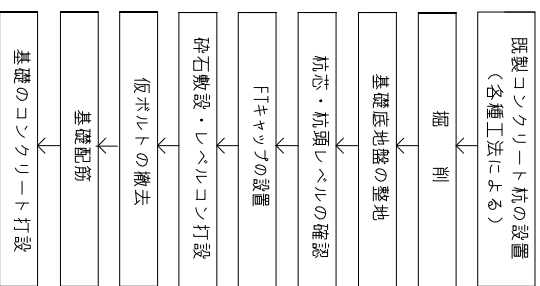 既製コンクリート杭の設置
(各種工法による)
掘　削
基礎底地盤の整地
杭芯・杭頭レベルの確認
FTキャップの設置
砕石敷設・レベルコン打設
仮ボルトの撤去
基礎配筋
基礎のコンクリート打設